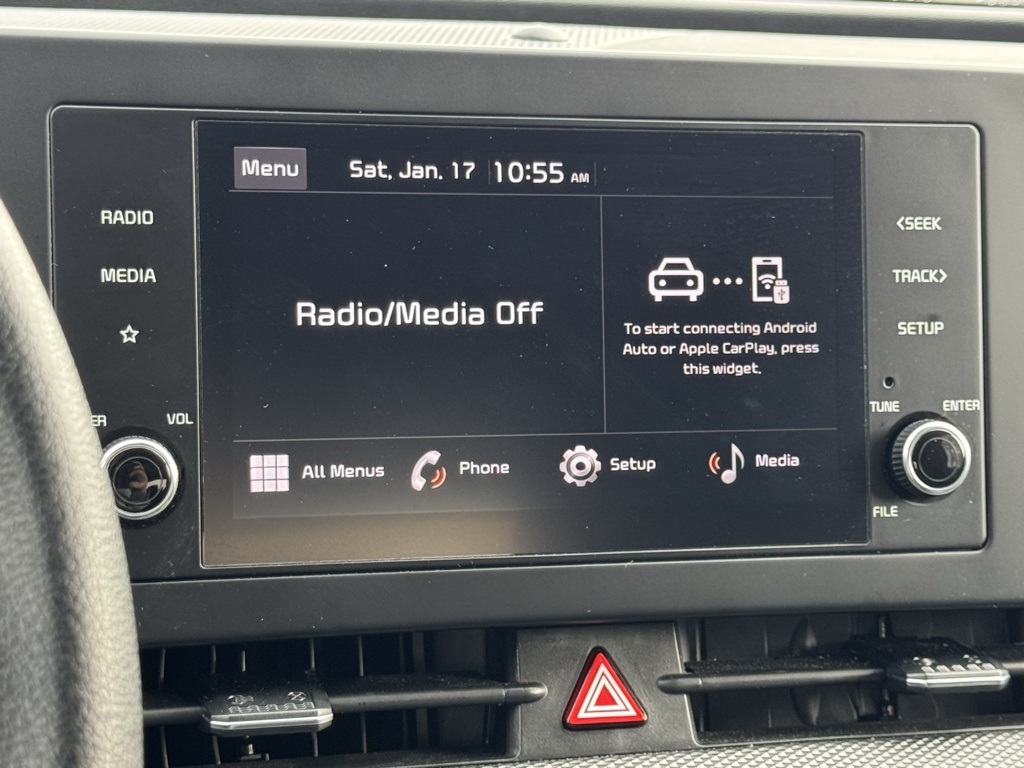 Menu Sat, Jan. 17 10:55 AM
RADIO
MEDIA
VOL
Radio/Media Off
To start connecting Android
Auto or Apple CarPlay, press
this widget.
All Menus Phone Setup Media
<SEEK
TRACK>
SETUP
TUNE ENTER
FILE